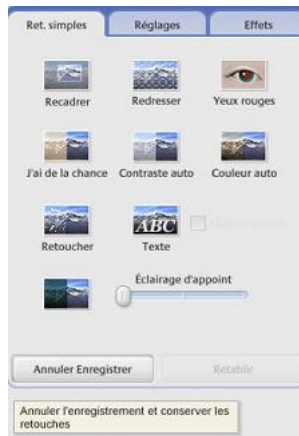 Ret. simples Réglages Effets
Recadrer Redresser Yeux rouges
J'ai de la chance Contraste auto Couleur auto
ABC
Retoucher Texte
Éclairage d'appoint
Annuler Enregistrer Rétablir
Annuler l'enregistrement et conserver les
retouches